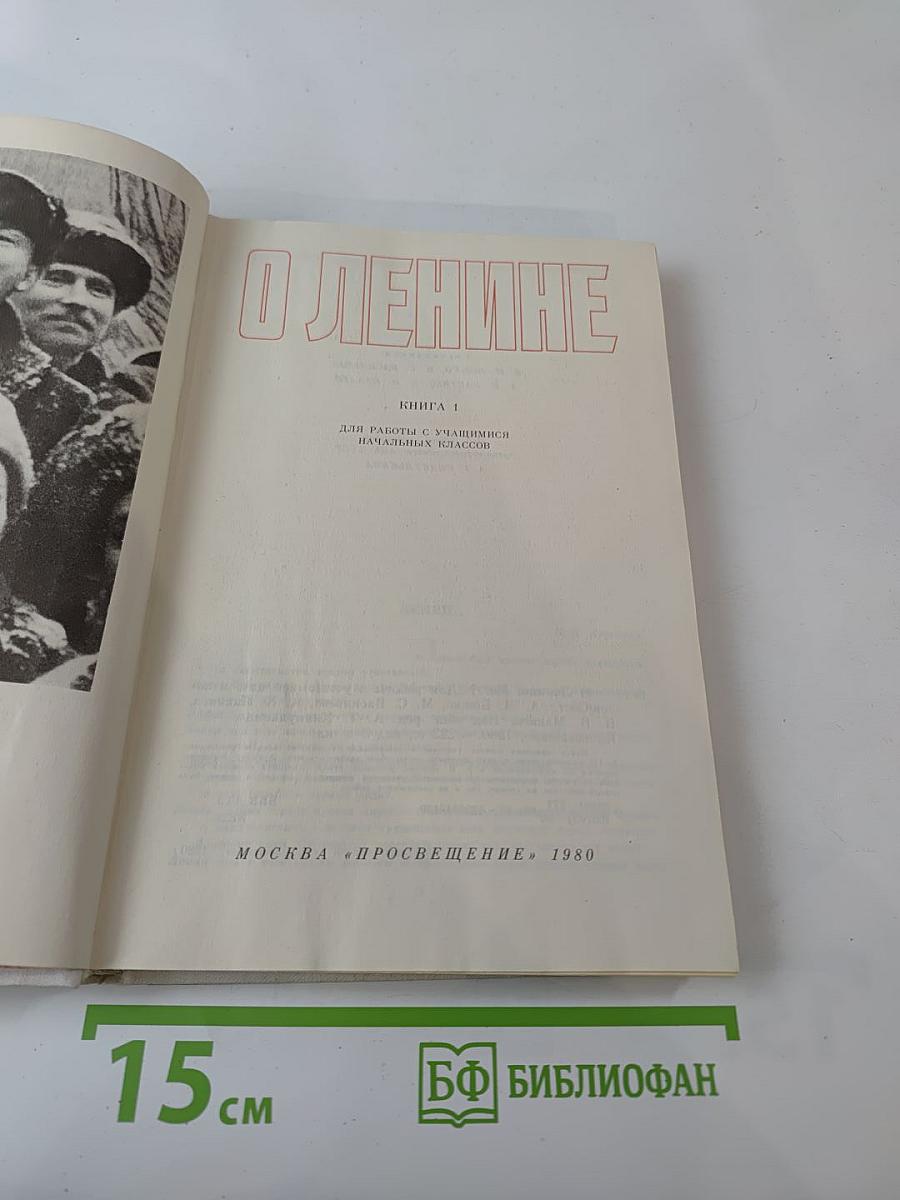 О ЛЕНИНЕ
КНИГА 1
ДЛЯ РАБОТЫ С УЧАЩИМИСЯ
НАЧАЛЬНЫХ КЛАССОВ
МОСКВА «ПРОСВЕЩЕНИЕ» 1980
15 см
БФ БИБЛИОФАН